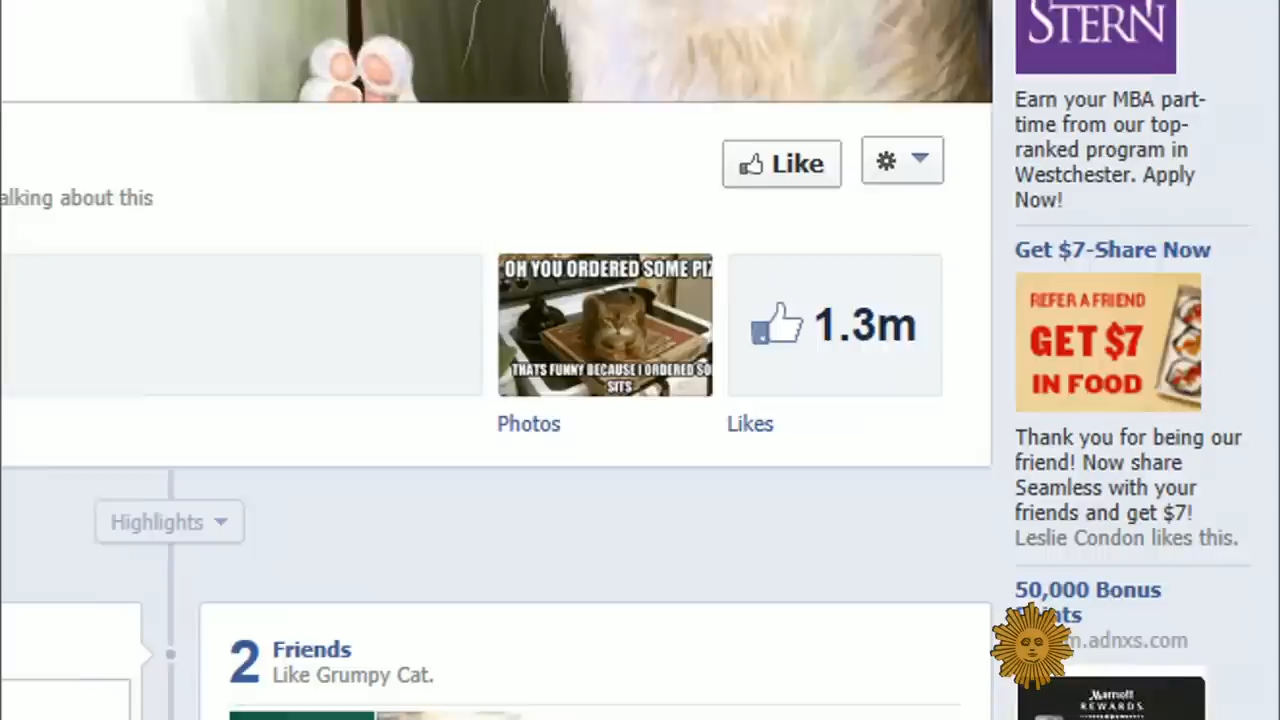 Like
alking about this
OH YOU ORDERED SOME
THATS FUNNY BECAUSE I ORDERED
SITS
1.3m
Photos
Likes
Highlights
2
Friends
Like Grumpy Cat.
STERN
Earn your MBA part-
time from our top-
ranked program in
Westchester. Apply
Now!
Get $7-Share Now
REFER A FRIEND
GET $7
IN FOOD
Thank you for being our
friend! Now share
Seamless with your
friends and get $7!
Leslie Condon likes this.
50,000 Bonus
m.adnxs.com
Marriott
REWARDS